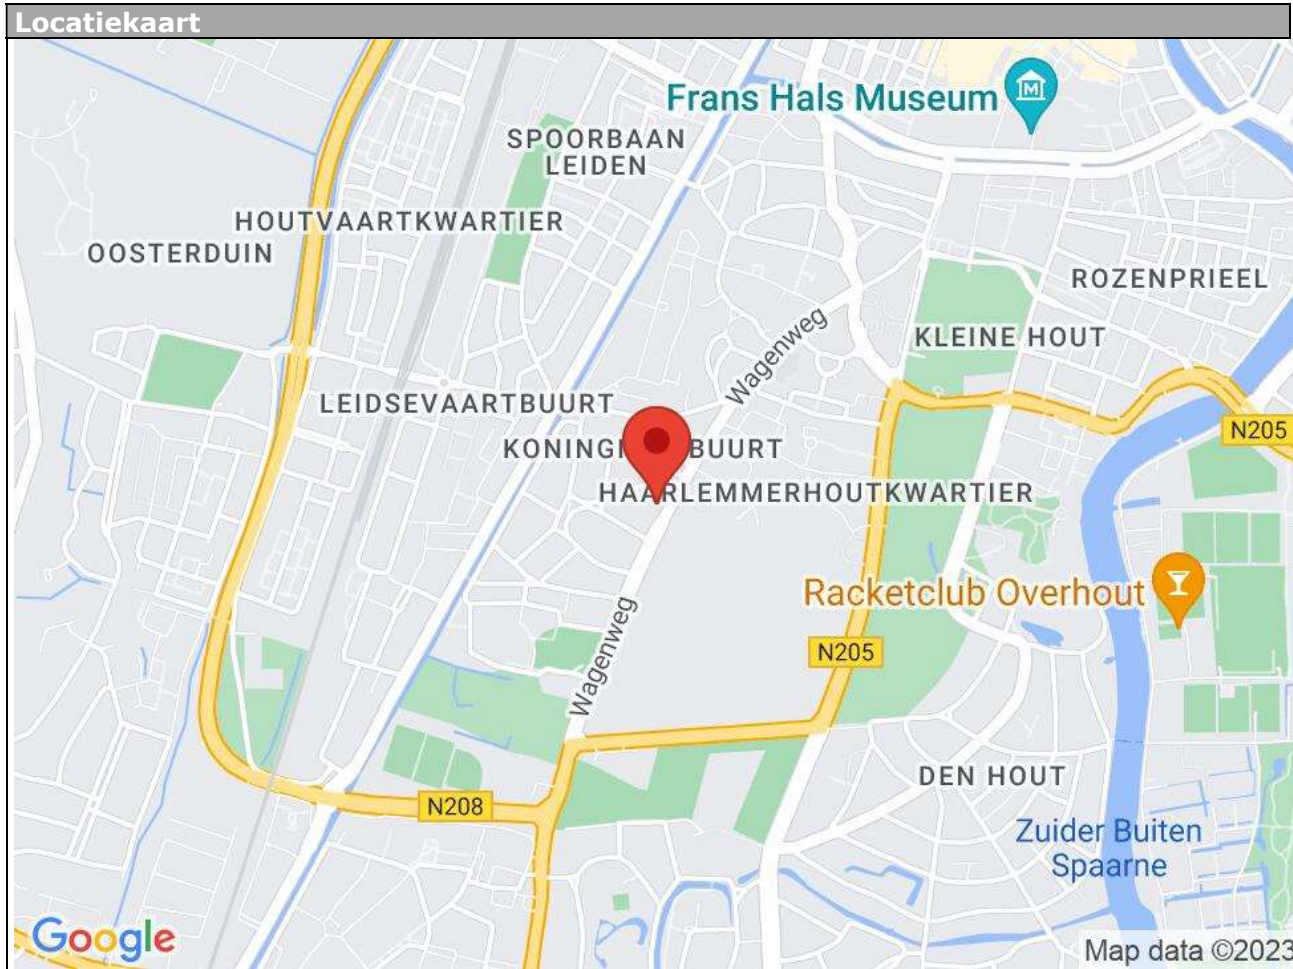 Locatiekaart
Frans Hals Museum
SPOORBAAN
LEIDEN
HOUTVAARTKWARTIER
OOSTERDUIN
ROZENPRIEEL
Wagenweg
KLEINE HOUT
LEIDSEVAARTBUURT
N205
BUURT
HAARLEMMERHOUTKWARTIER
Racketclub Overhout
Wagenweg
N205
DEN HOUT
N208
Zuider Buiten
Spaarne
Google
Map data ©2023